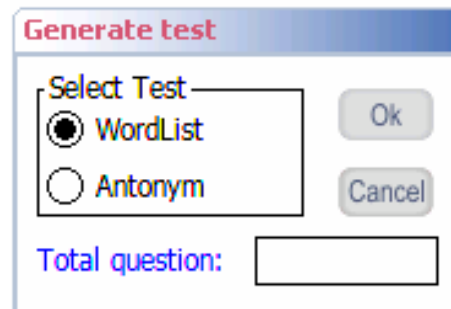 Generate test
Select Test
WordList
Ok
Antonym
Cancel
Total question: